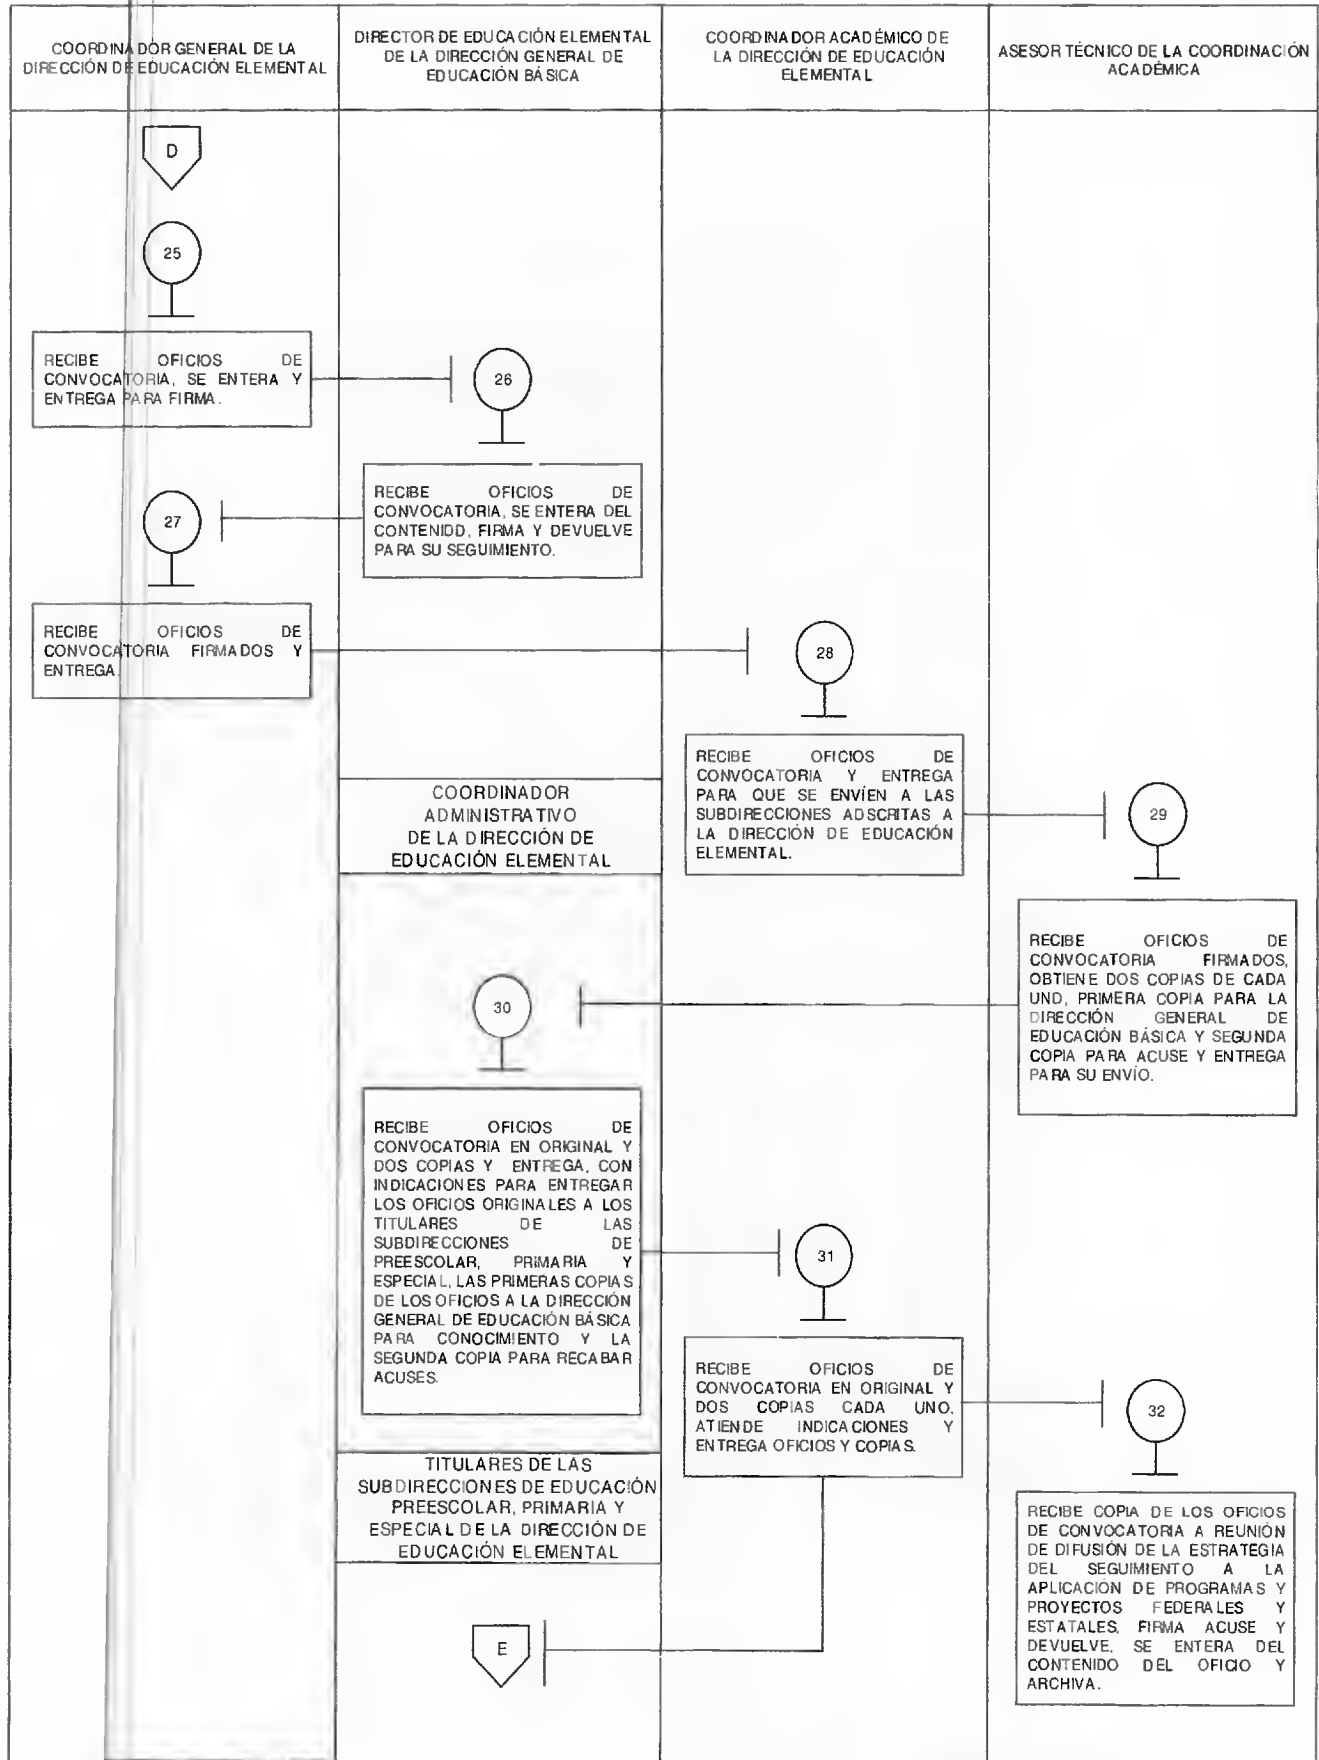 COORDINADOR GENERAL DE LA
DIRECCIÓN DE EDUCACIÓN ELEMENTAL
DIRECTOR DE EDUCACIÓN ELEMENTAL
DE LA DIRECCIÓN GENERAL DE
EDUCACIÓN BÁSICA
COORDINADOR ACADÉMICO DE
LA DIRECCIÓN DE EDUCACIÓN
ELEMENTAL
ASESOR TÉCNICO DE LA COORDINACIÓN
ACADÉMICA
D
25
RECIBE OFICIOS DE
CONVOCATORIA, SE ENTERA Y
ENTREGA PARA FIRMA.
26
RECIBE OFICIOS DE
CONVOCATORIA, SE ENTERA DEL
CONTENIDO, FIRMA Y DEVUELVE
PARA SU SEGUIMIENTO.
27
RECIBE OFICIOS DE
CONVOCATORIA FIRMADOS Y
ENTREGA.
28
RECIBE OFICIOS DE
CONVOCATORIA Y ENTREGA
PARA QUE SE ENVÍEN A LAS
SUBDIRECCIONES ADSCRITAS A
LA DIRECCIÓN DE EDUCACIÓN
ELEMENTAL.
29
RECIBE OFICIOS DE
CONVOCATORIA FIRMADOS,
OBTIENE DOS COPIAS DE CADA
UNO, PRIMERA COPIA PARA LA
DIRECCIÓN GENERAL DE
EDUCACIÓN BÁSICA Y SEGUNDA
COPIA PARA ACUSE Y ENTREGA
PARA SU ENVÍO.
COORDINADOR
ADMINISTRATIVO
DE LA DIRECCIÓN DE
EDUCACIÓN ELEMENTAL
30
RECIBE OFICIOS DE
CONVOCATORIA EN ORIGINAL Y
DOS COPIAS Y ENTREGA, CON
INDICACIONES PARA ENTREGAR
LOS OFICIOS ORIGINALES A LOS
TITULARES DE LAS
SUBDIRECCIONES DE
PREESCOLAR, PRIMARIA Y
ESPECIAL, LAS PRIMERAS COPIAS
DE LOS OFICIOS A LA DIRECCIÓN
GENERAL DE EDUCACIÓN BÁSICA
PARA CONOCIMIENTO Y LA
SEGUNDA COPIA PARA RECABAR
ACUSES.
31
RECIBE OFICIOS DE
CONVOCATORIA EN ORIGINAL Y
DOS COPIAS CADA UNO,
ATIENDE INDICACIONES Y
ENTREGA OFICIOS Y COPIAS.
32
RECIBE COPIA DE LOS OFICIOS
DE CONVOCATORIA A REUNIÓN
DE DIFUSIÓN DE LA ESTRATEGIA
DEL SEGUIMIENTO A LA
APLICACIÓN DE PROGRAMAS Y
PROYECTOS FEDERALES Y
ESTATALES, FIRMA ACUSE Y
DEVUELVE, SE ENTERA DEL
CONTENIDO DEL OFICIO Y
ARCHIVA.
TITULARES DE LAS
SUBDIRECCIONES DE EDUCACIÓN
PREESCOLAR, PRIMARIA Y
ESPECIAL DE LA DIRECCIÓN DE
EDUCACIÓN ELEMENTAL
E